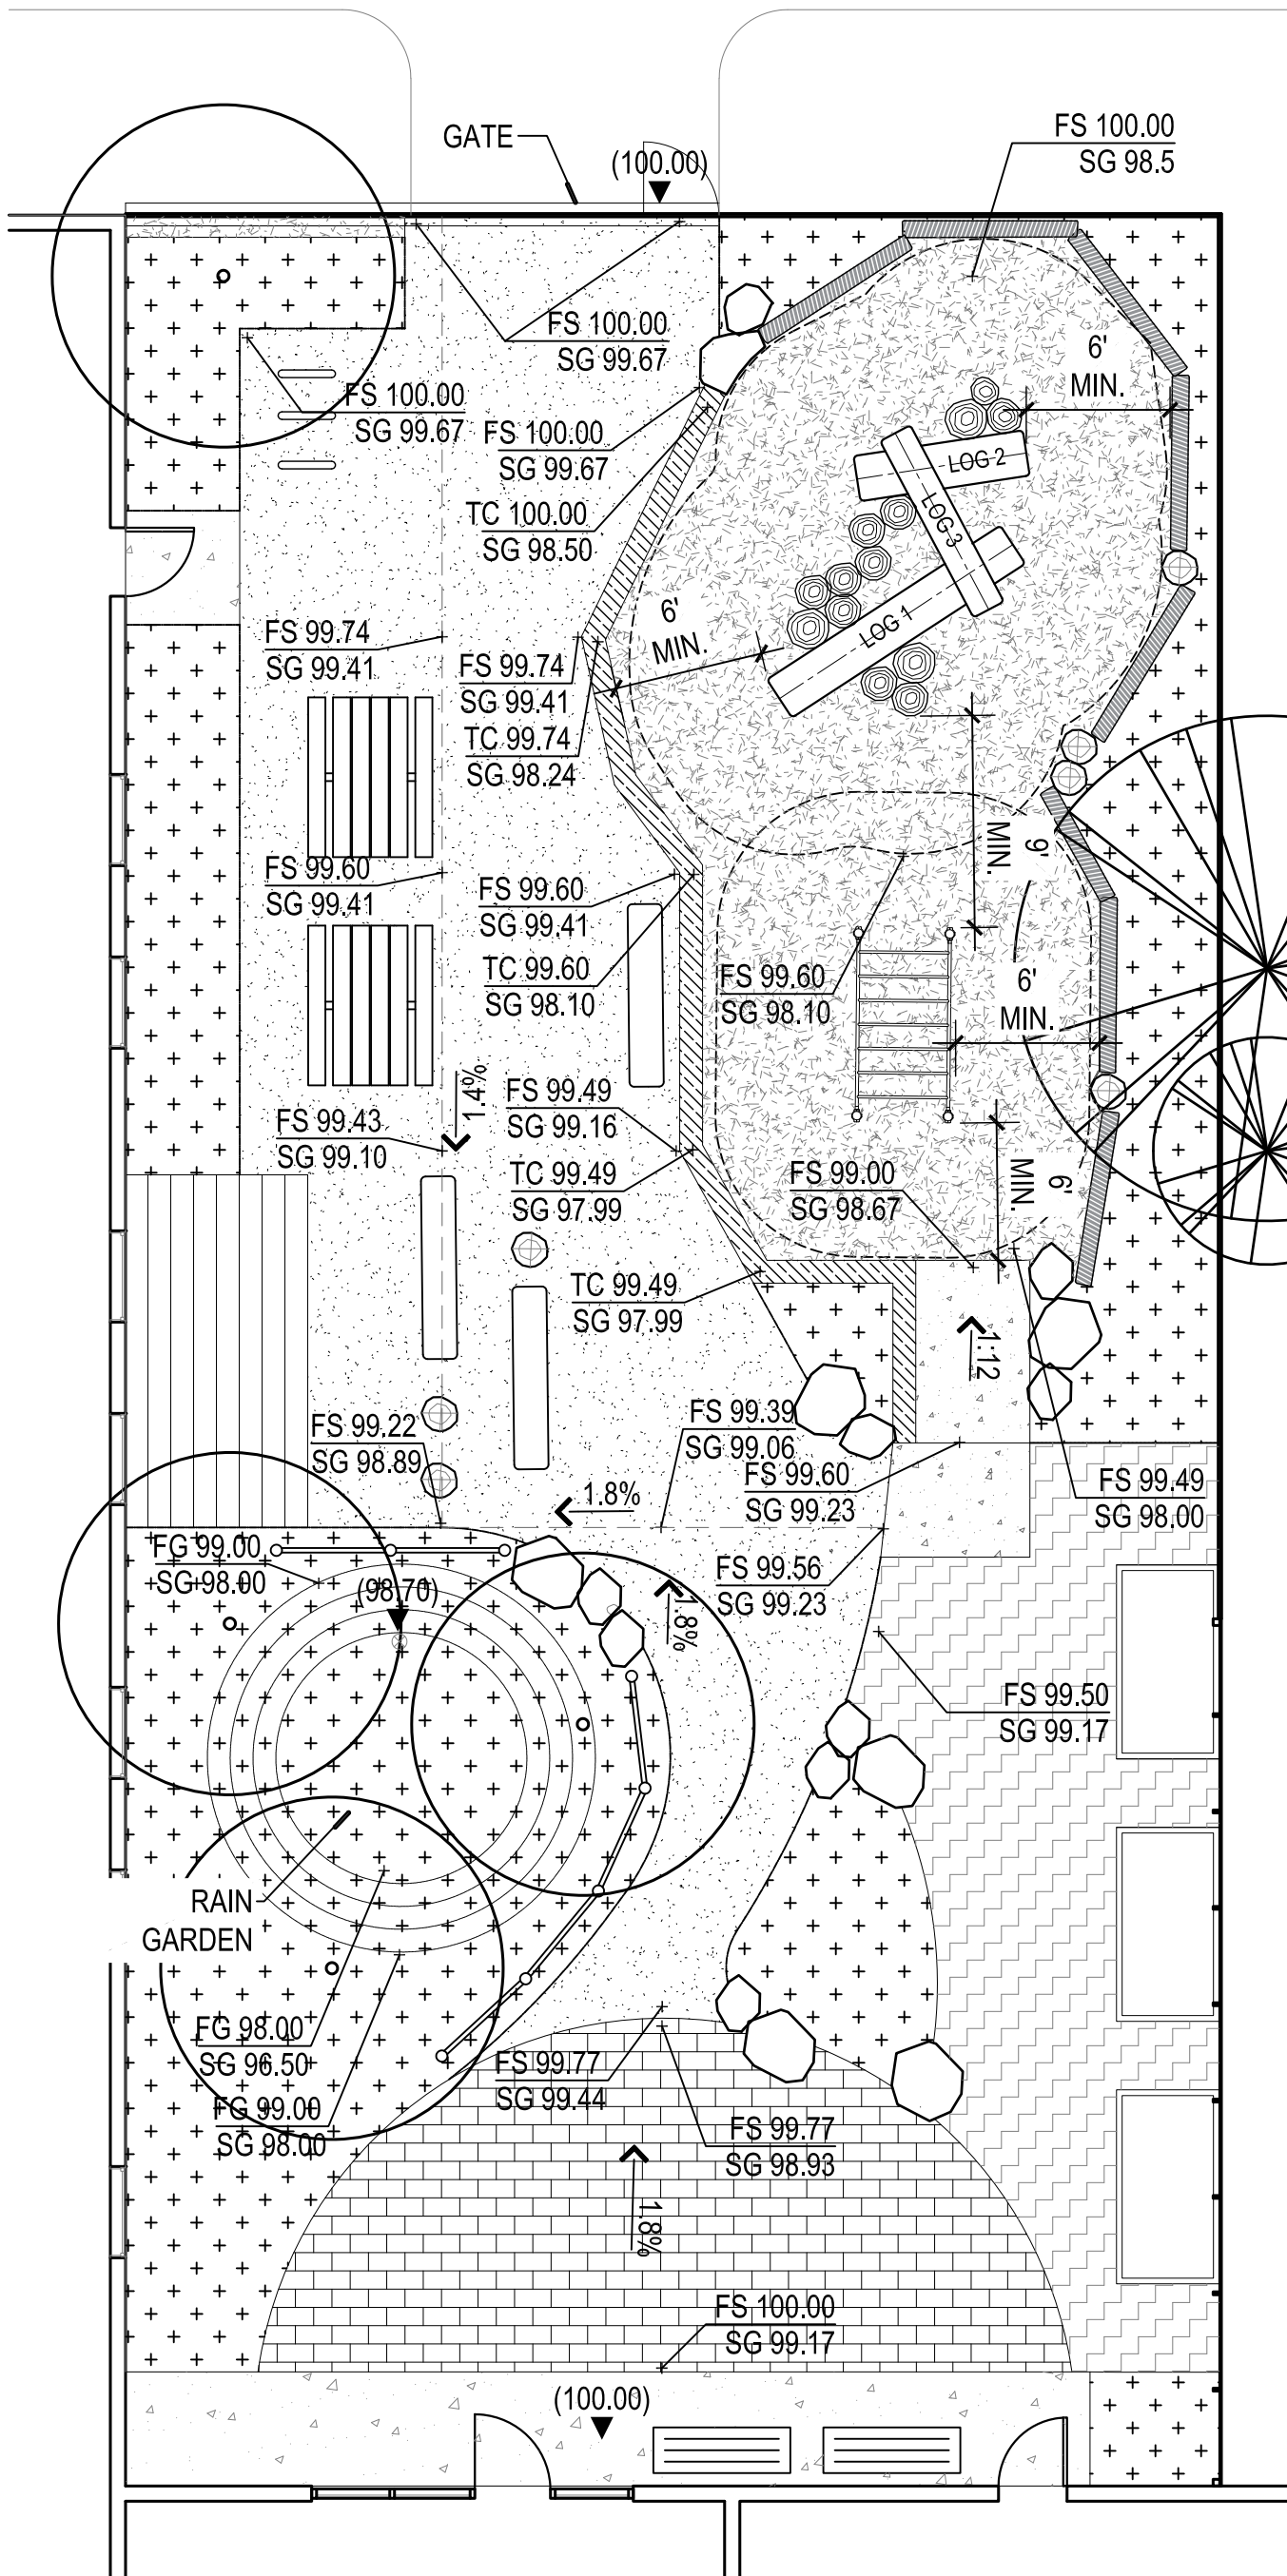 GATE
(100.00)
FS 100.00
SG 98.5
FS 100.00
SG 99.67
6'
MIN.
FS 100.00
SG 99.67
FS 100.00
SG 99.67
LOG 2
TC 100.00
SG 98.50
LOG 3
6'
MIN.
LOG 1
FS 99.74
SG 99.41
FS 99.74
SG 99.41
TC 99.74
SG 98.24
9'
MIN.
FS 99.60
SG 99.41
FS 99.60
SG 99.41
TC 99.60
SG 98.10
FS 99.60
SG 98.10
6'
MIN.
1.4%
FS 99.49
SG 99.16
FS 99.43
SG 99.10
TC 99.49
SG 97.99
FS 99.00
SG 98.67
6'
MIN.
TC 99.49
SG 97.99
1:12
FS 99.22
SG 98.89
FS 99.39
SG 99.06
FS 99.60
SG 99.23
FS 99.49
SG 98.00
1.8%
FG 99.00
SG 98.00
(98.70)
FS 99.56
SG 99.23
1.8%
FS 99.50
SG 99.17
RAIN
GARDEN
FG 98.00
SG 96.50
FS 99.77
SG 99.44
FG 99.00
SG 98.00
FS 99.77
SG 98.93
1.8%
FS 100.00
SG 99.17
(100.00)